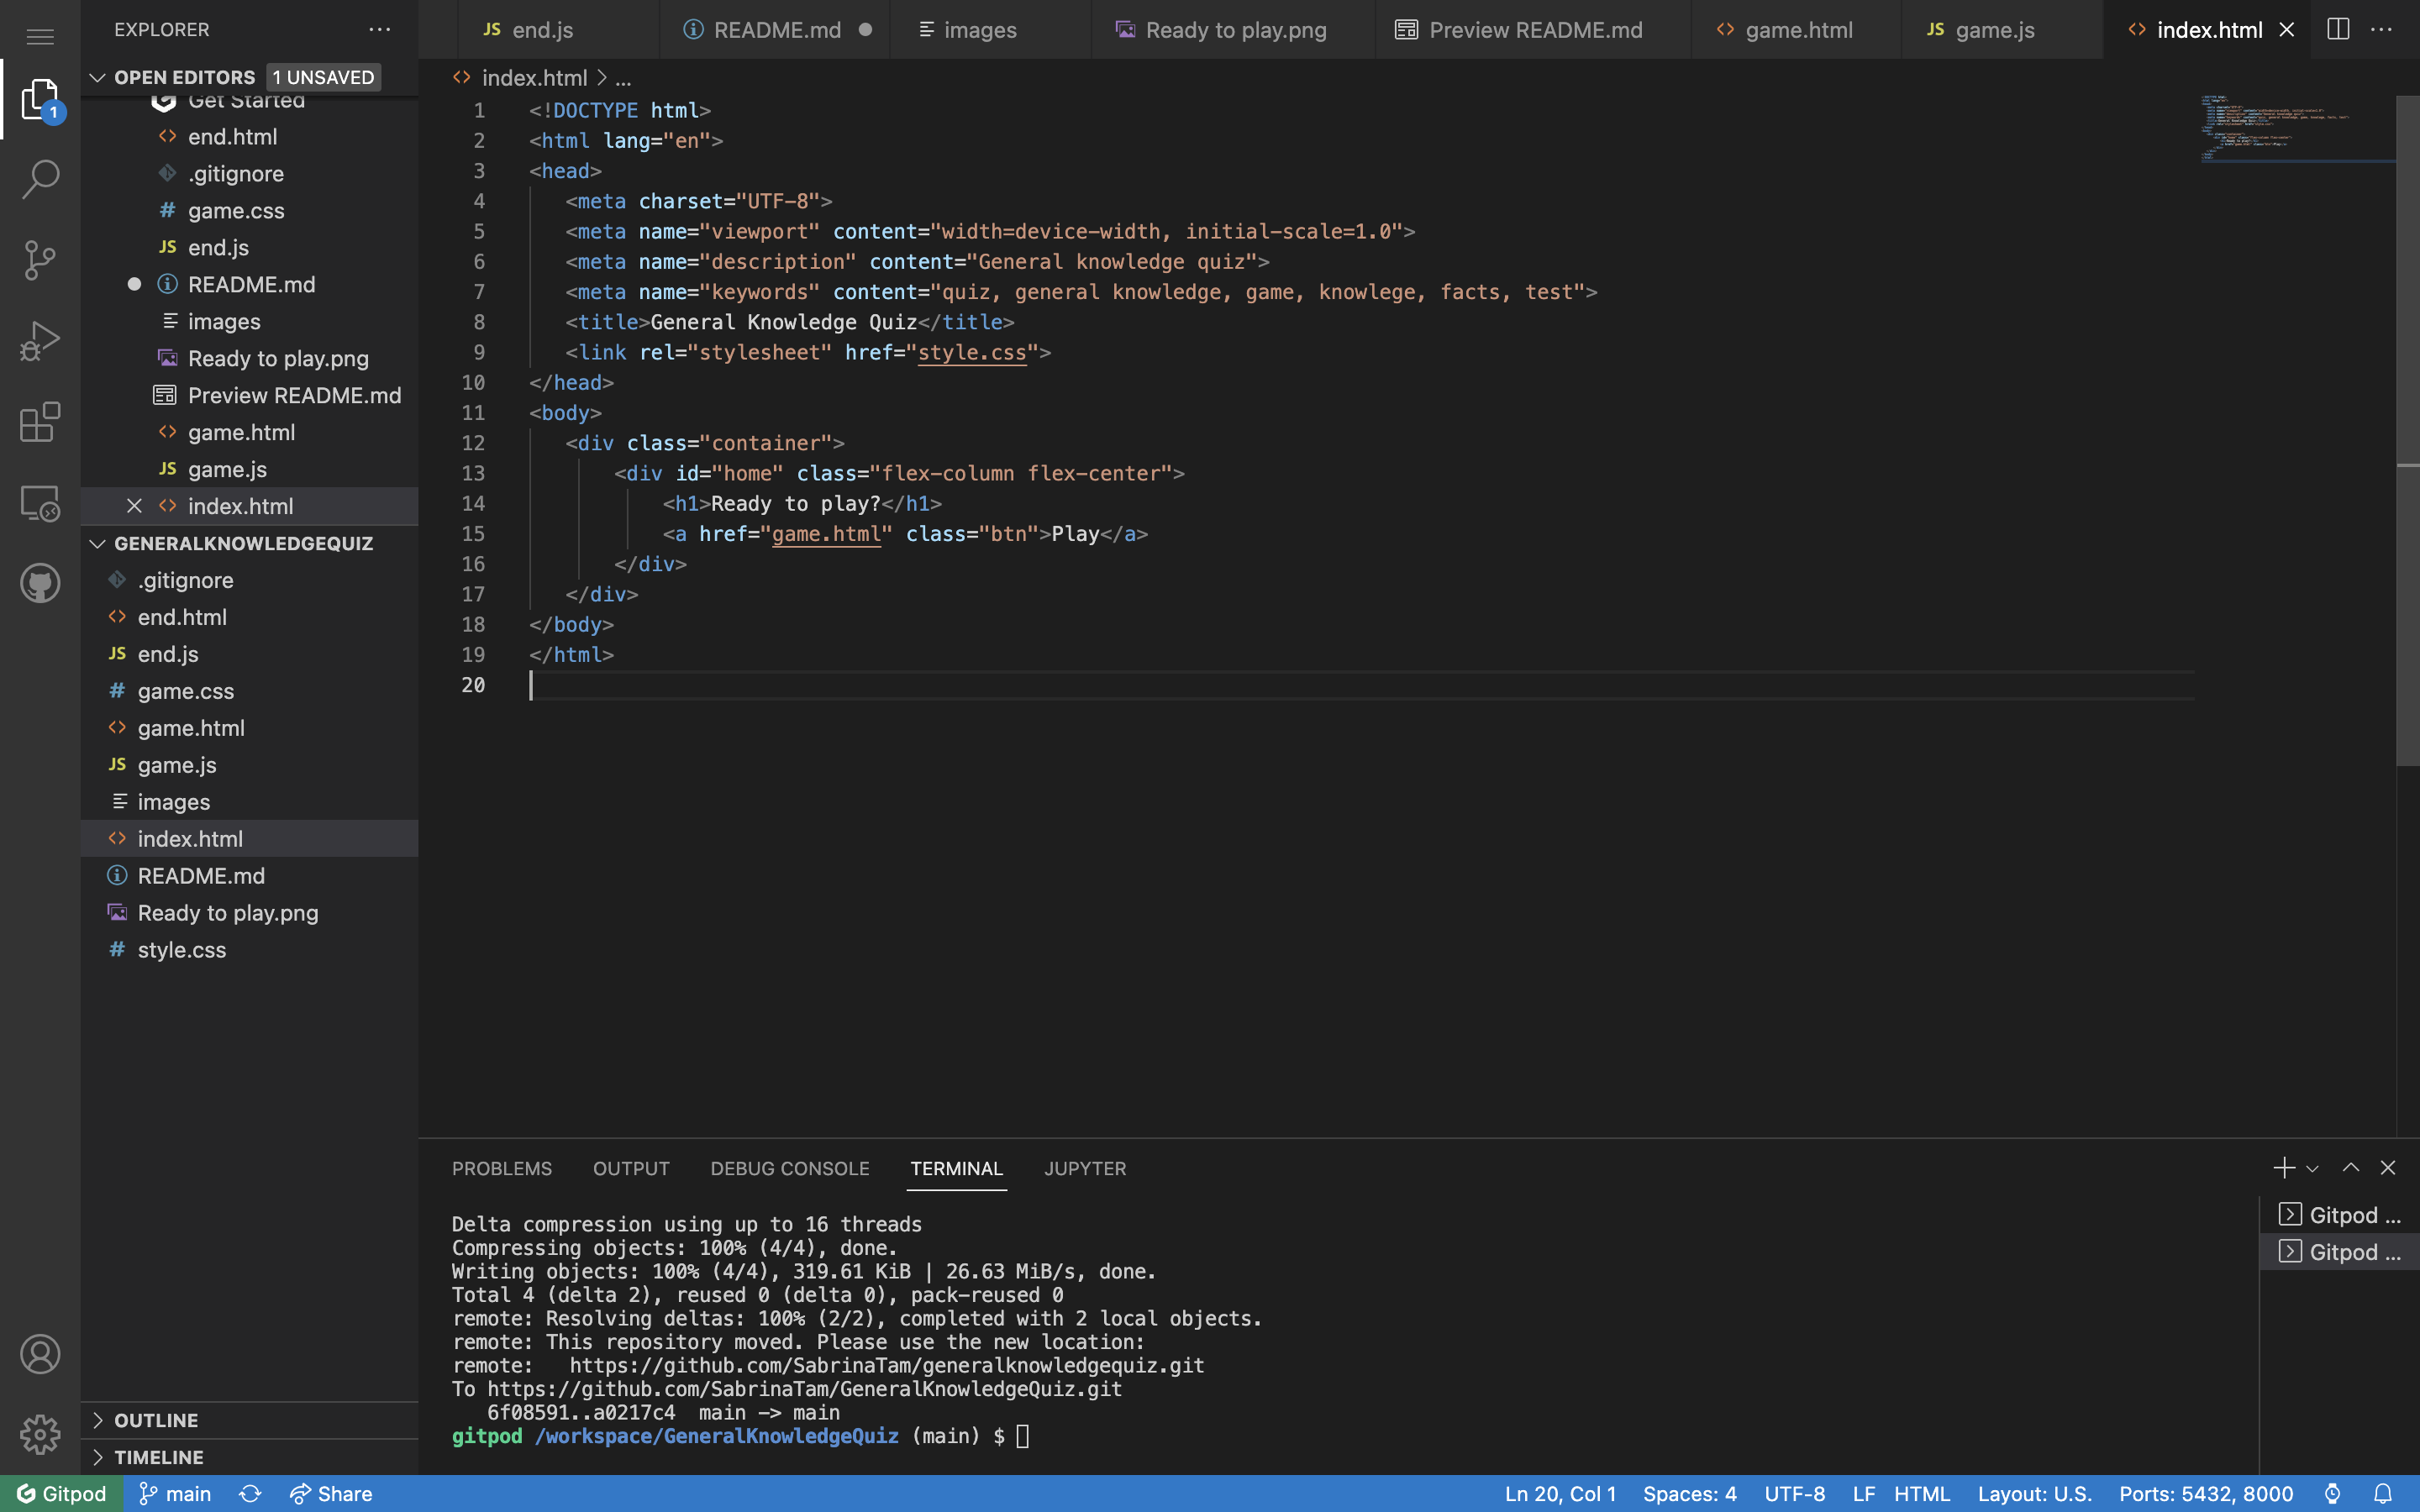 EXPLORER
OPEN EDITORS 1 UNSAVED
Get Started
end.html
.gitignore
game.css
end.js
README.md
images
Ready to play.png
Preview README.md
game.html
game.js
index.html
GENERALKNOWLEDGEQUIZ
.gitignore
end.html
end.js
game.css
game.html
game.js
images
index.html
README.md
Ready to play.png
style.css
OUTLINE
TIMELINE
1
end.js README.md images Ready to play.png Preview README.md game.html game.js index.html
index.html > ...
1 <!DOCTYPE html>
2 <html lang="en">
3 <head>
4 <meta charset="UTF-8">
5 <meta name="viewport" content="width=device-width, initial-scale=1.0">
6 <meta name="description" content="General knowledge quiz">
7 <meta name="keywords" content="quiz, general knowledge, game, knowlege, facts, test">
8 <title>General Knowledge Quiz</title>
9 <link rel="stylesheet" href="style.css">
10 </head>
11 <body>
12 <div class="container">
13 <div id="home" class="flex-column flex-center">
14 <h1>Ready to play?</h1>
15 <a href="game.html" class="btn">Play</a>
16 </div>
17 </div>
18 </body>
19 </html>
20
PROBLEMS OUTPUT DEBUG CONSOLE TERMINAL JUPYTER
Delta compression using up to 16 threads
Compressing objects: 100% (4/4), done.
Writing objects: 100% (4/4), 319.61 KiB | 26.63 MiB/s, done.
Total 4 (delta 2), reused 0 (delta 0), pack-reused 0
remote: Resolving deltas: 100% (2/2), completed with 2 local objects.
remote: This repository moved. Please use the new location:
remote:   https://github.com/SabrinaTam/generalknowledgequiz.git
To https://github.com/SabrinaTam/GeneralKnowledgeQuiz.git
6f08591..a0217c4  main -> main
gitpod /workspace/GeneralKnowledgeQuiz (main) $
Gitpod ...
Gitpod ...
Gitpod main Share Ln 20, Col 1 Spaces: 4 UTF-8 LF HTML Layout: U.S. Ports: 5432, 8000